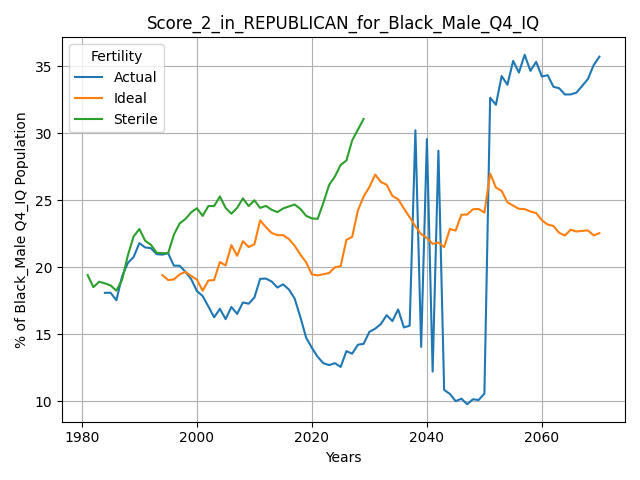 Score_2_in_REPUBLICAN_for_Black_Male_Q4_IQ
Fertility
Actual
Ideal
Sterile
% of Black_Male Q4_IQ Population
35
30
25
20
15
10
1980
2000
2020
2040
2060
Years